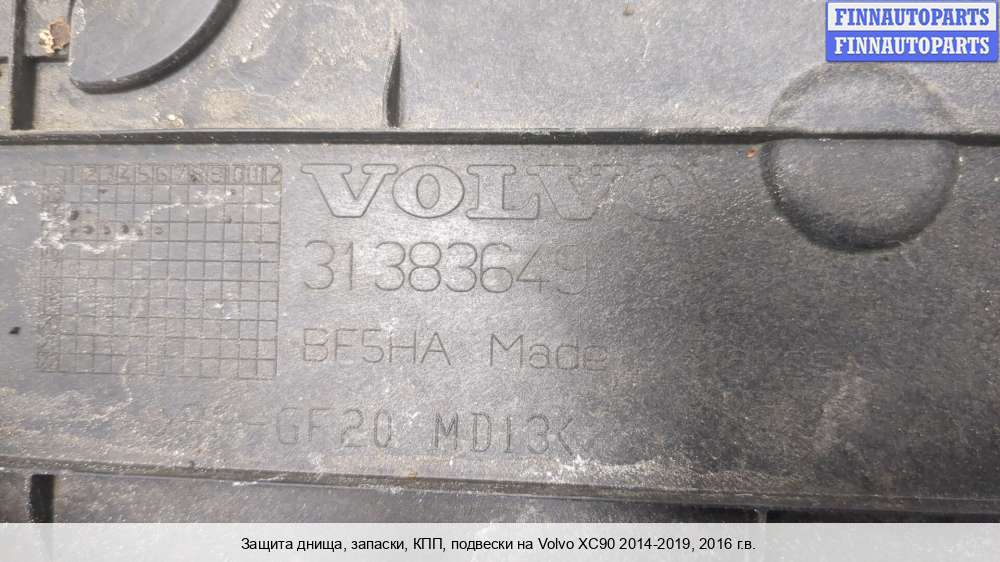 FINNAUTOPARTS
FINNAUTOPARTS
VOLVO
31383649
BF5HA Made
-GF20 MD13K
Защита днища, запаски, КПП, подвески на Volvo XC90 2014-2019, 2016 г.в.